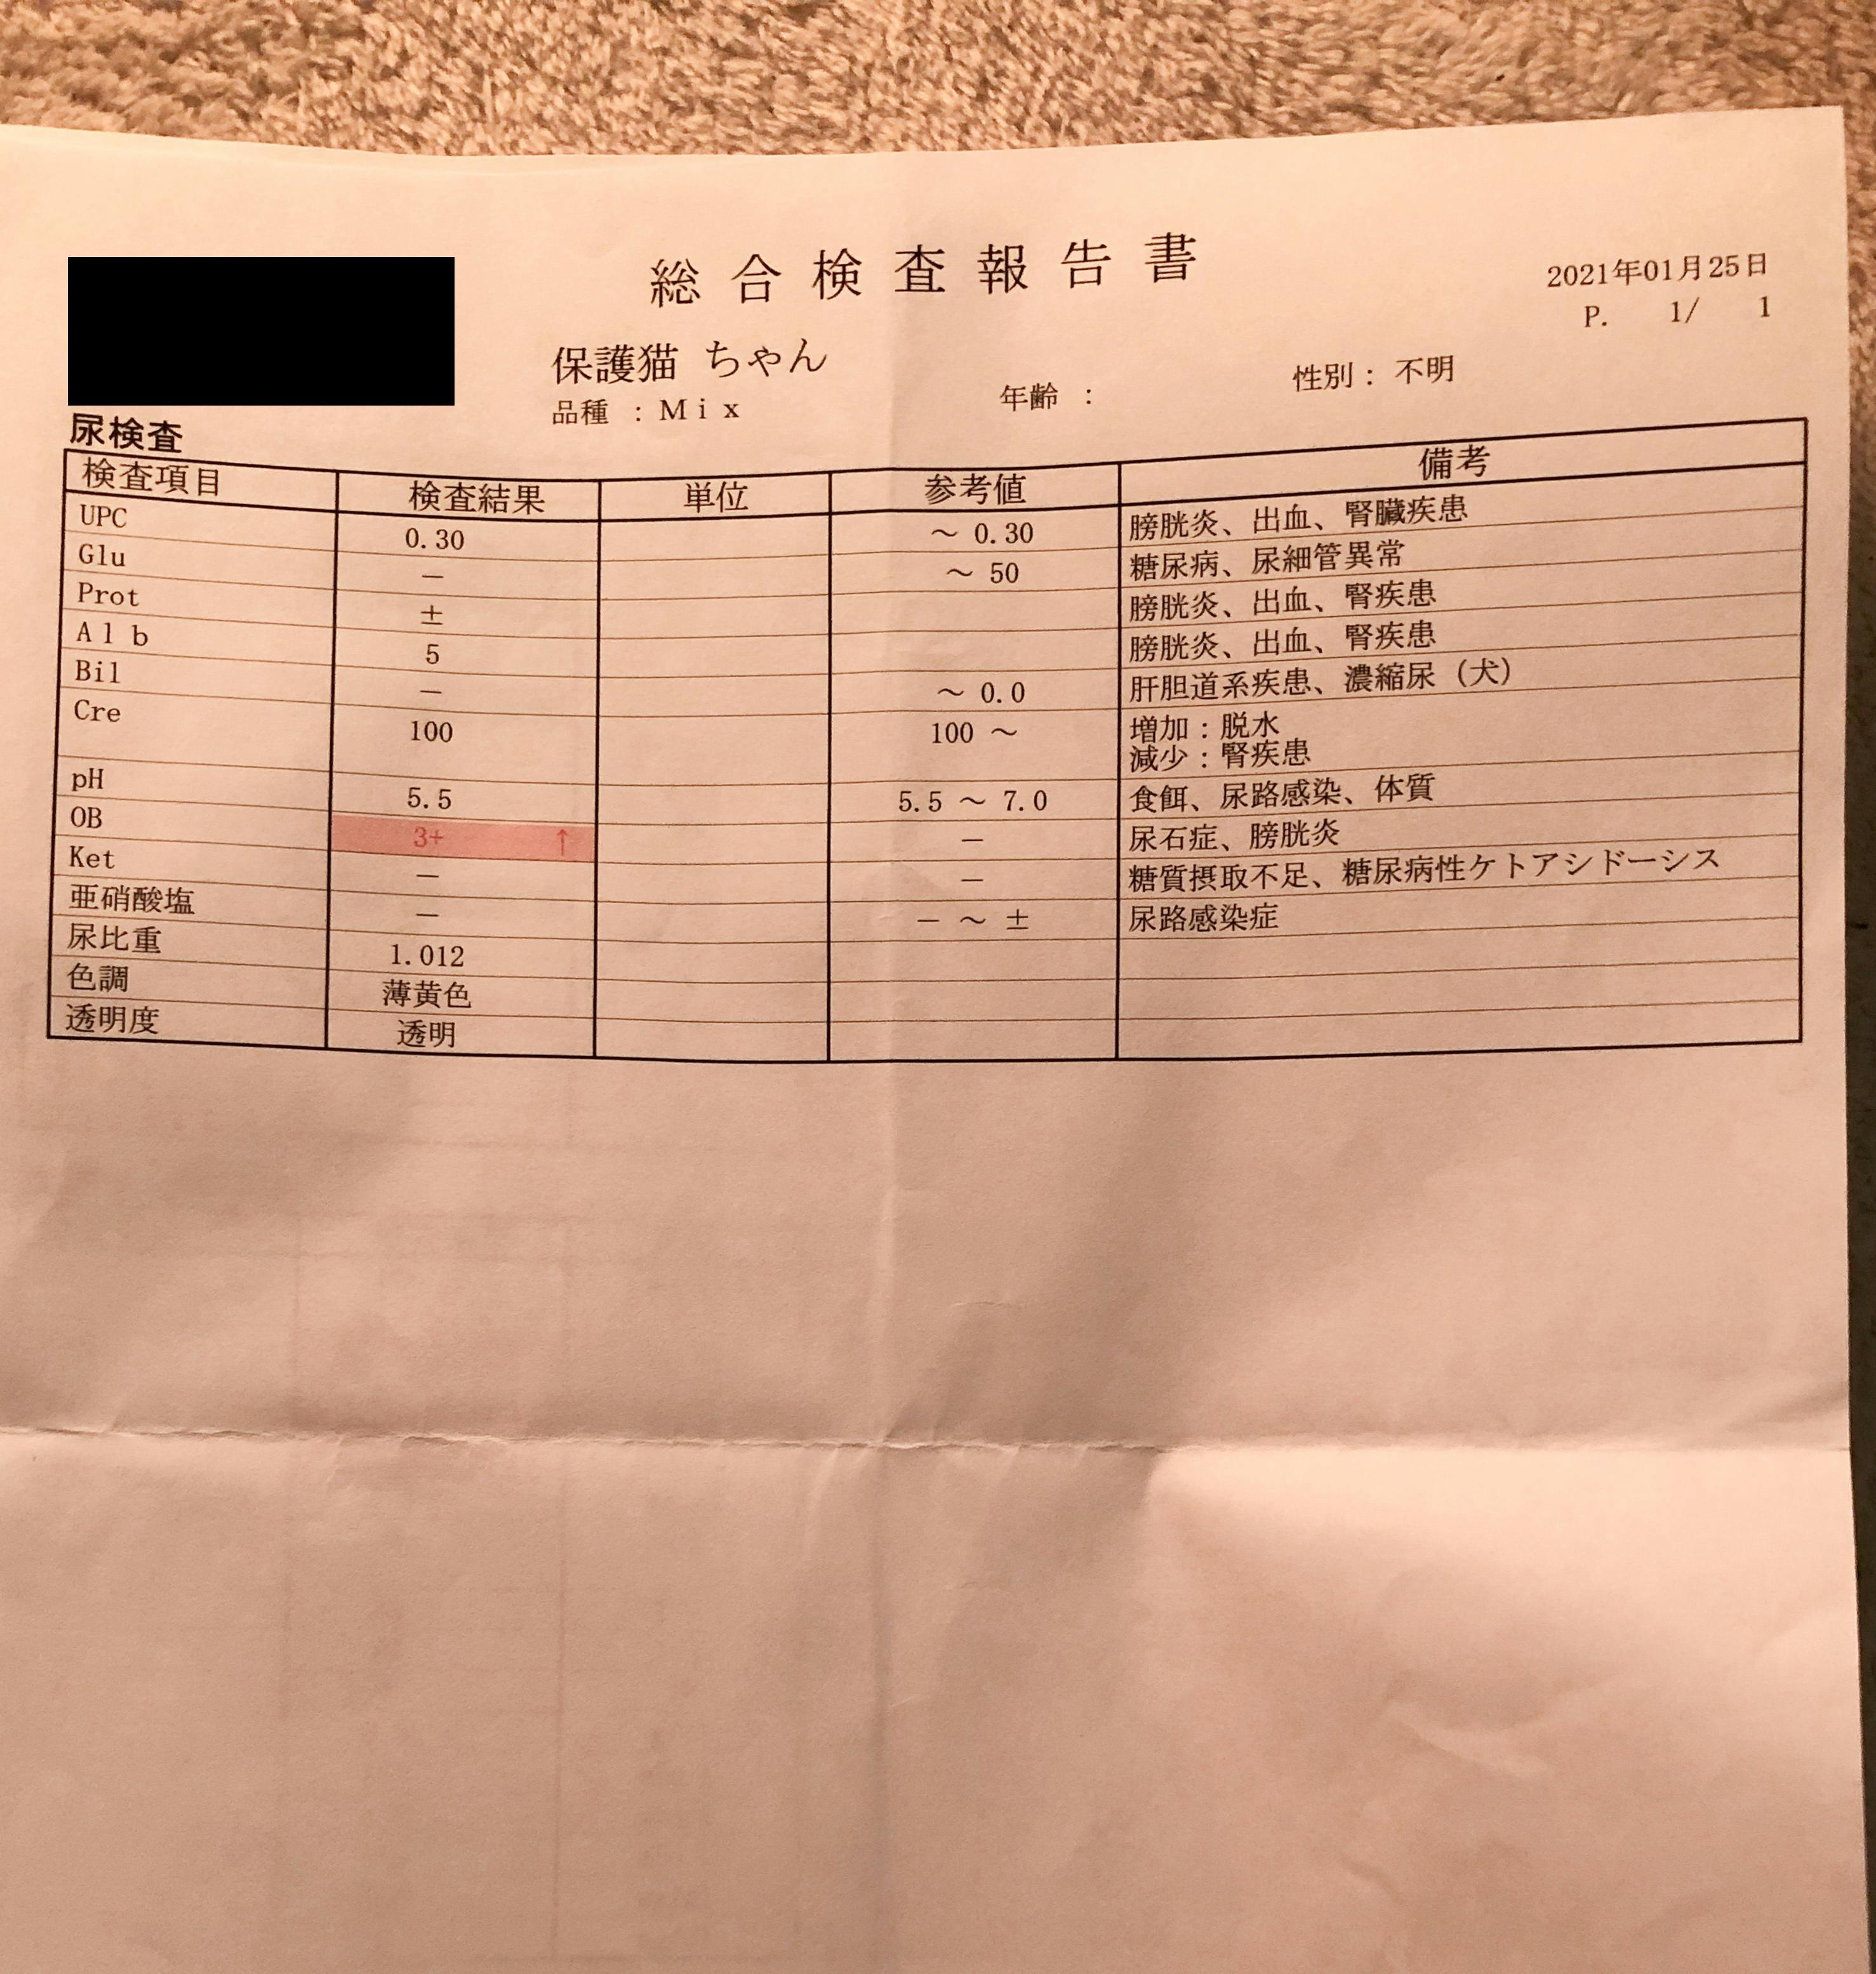 総合検査報告書
2021年01月25日
P. 1/ 1
保護猫 ちゃん
品種 : Mix 年齢 : 性別 : 不明
尿検査
検査項目 検査結果 単位 参考値 備考
UPC 0.30 ～ 0.30 膀胱炎、出血、腎臓疾患
Glu － ～ 50 糖尿病、尿細管異常
Prot ± 膀胱炎、出血、腎疾患
Alb 5 膀胱炎、出血、腎疾患
Bil － ～ 0.0 肝胆道系疾患、濃縮尿（犬）
Cre 100 100 ～ 増加：脱水
減少：腎疾患
pH 5.5 5.5 ～ 7.0 食餌、尿路感染、体質
OB 3+ ↑ － 尿石症、膀胱炎
Ket － － 糖質摂取不足、糖尿病性ケトアシドーシス
亜硝酸塩 － － ～ ± 尿路感染症
尿比重 1.012
色調 薄黄色
透明度 透明